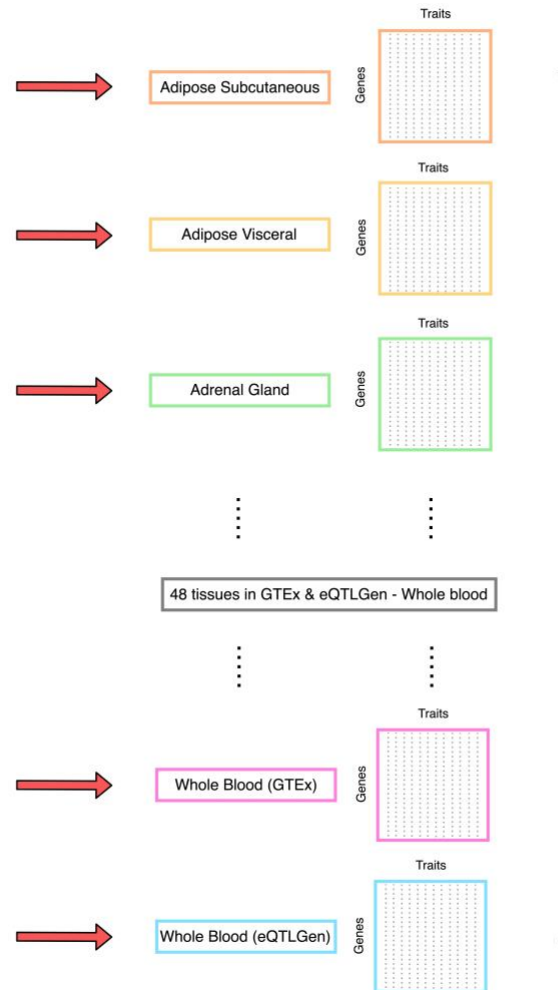 Traits
Adipose Subcutaneous
Genes
Traits
Adipose Visceral
Genes
Traits
Adrenal Gland
Genes
48 tissues in GTEx & eQTLGen - Whole blood
Traits
Whole Blood (GTEx)
Genes
Traits
Whole Blood (eQTLGen)
Genes